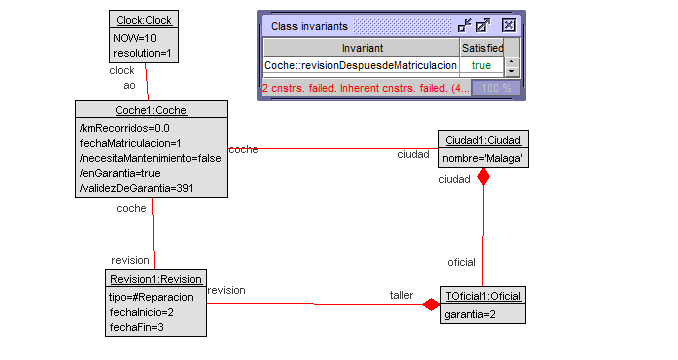 Clock:Clock
NOW=10
resolution=1
clock
ao
Class invariants
Invariant
Satisfied
Coche::revisionDespuesdeMatriculacion
true
2 cnstrs. failed. Inherent cnstrs. failed. (4...
100 %
Coche1:Coche
/kmRecorridos=0.0
fechaMatriculacion=1
/necesitaMantenimiento=false
/enGarantia=true
/validezDeGarantia=391
coche
ciudad
Ciudad1:Ciudad
nombre='Malaga'
ciudad
coche
revision
oficial
Revision1:Revision
tipo=#Reparacion
fechaInicio=2
fechaFin=3
revision
taller
TOficial1:Oficial
garantia=2